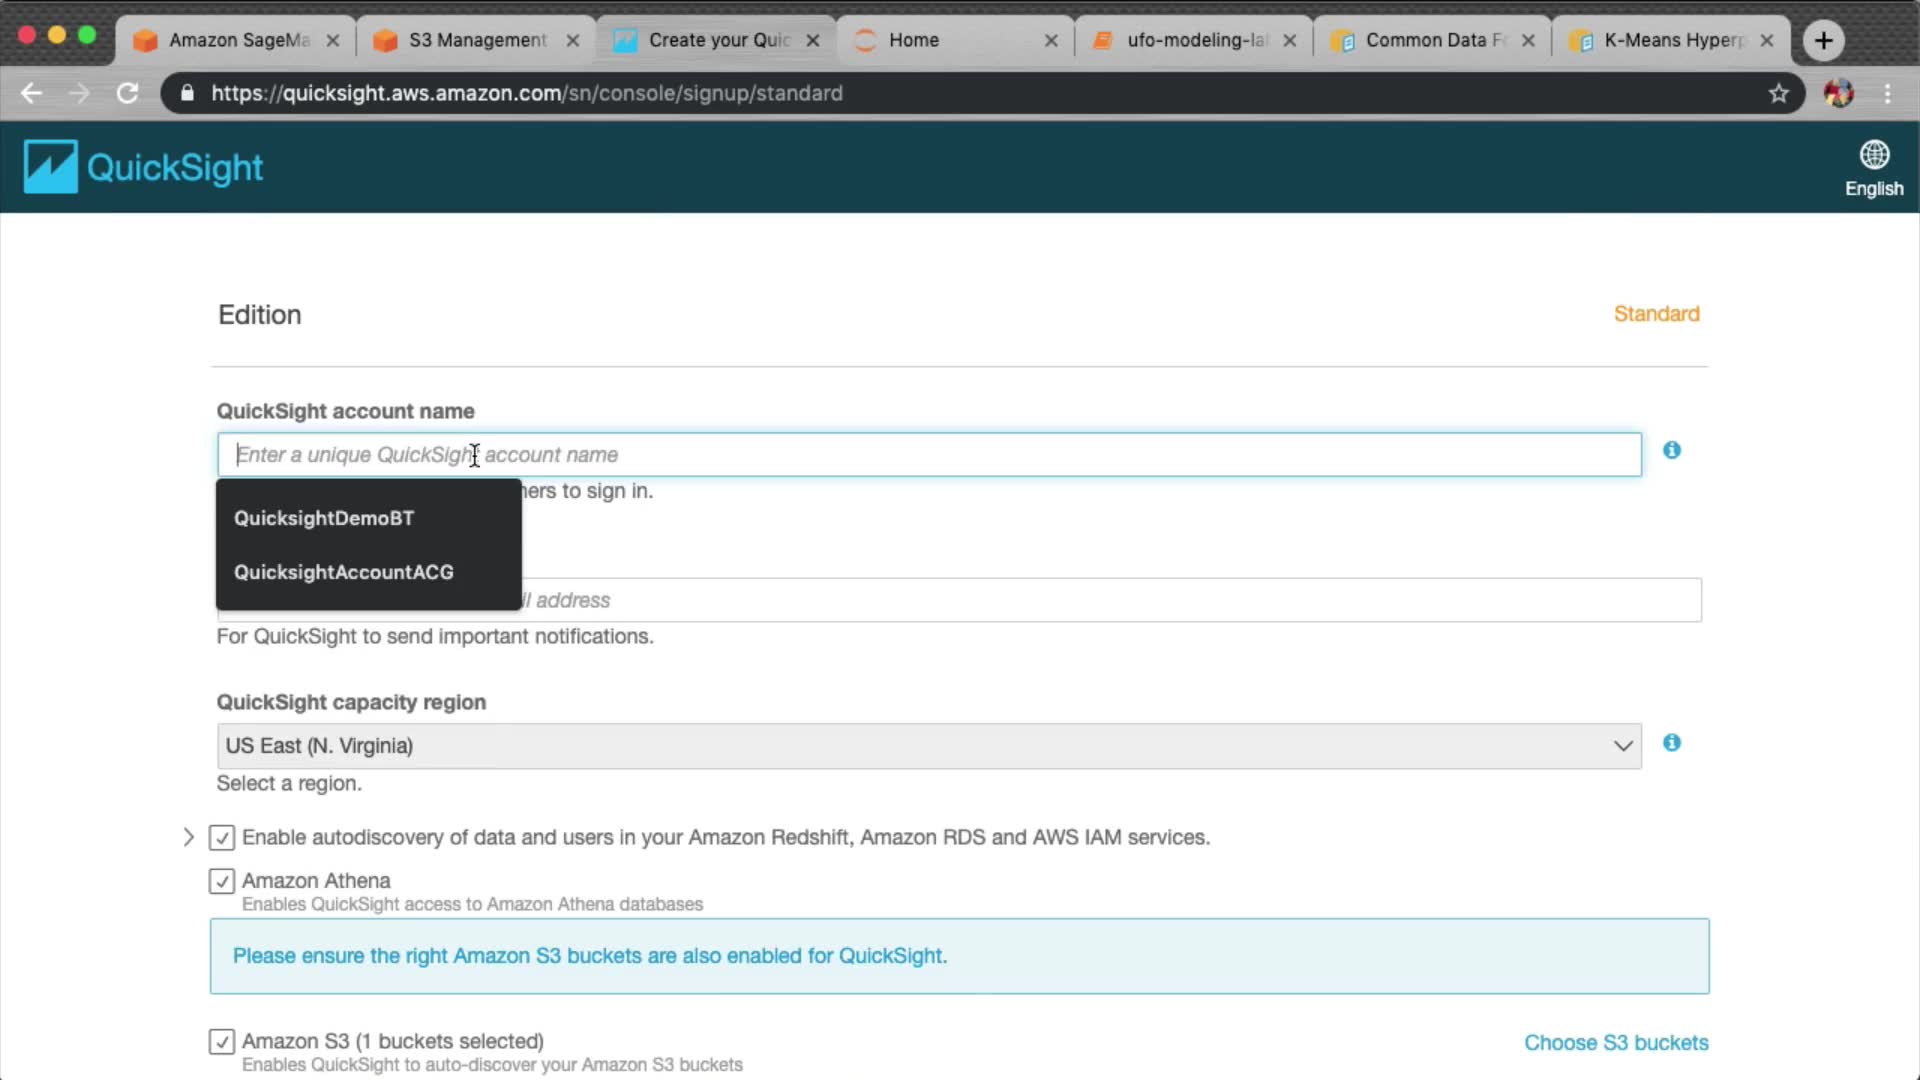 Amazon SageMa
S3 Management
Create your Quic
Home
ufo-modeling-la
Common Data Fo
K-Means Hyperp
https://quicksight.aws.amazon.com/sn/console/signup/standard
QuickSight
English
Edition
Standard
QuickSight account name
Enter a unique QuickSight account name
hers to sign in.
QuicksightDemoBT
QuicksightAccountACG
il address
For QuickSight to send important notifications.
QuickSight capacity region
US East (N. Virginia)
Select a region.
Enable autodiscovery of data and users in your Amazon Redshift, Amazon RDS and AWS IAM services.
Amazon Athena
Enables QuickSight access to Amazon Athena databases
Please ensure the right Amazon S3 buckets are also enabled for QuickSight.
Amazon S3 (1 buckets selected)
Choose S3 buckets
Enables QuickSight to auto-discover your Amazon S3 buckets